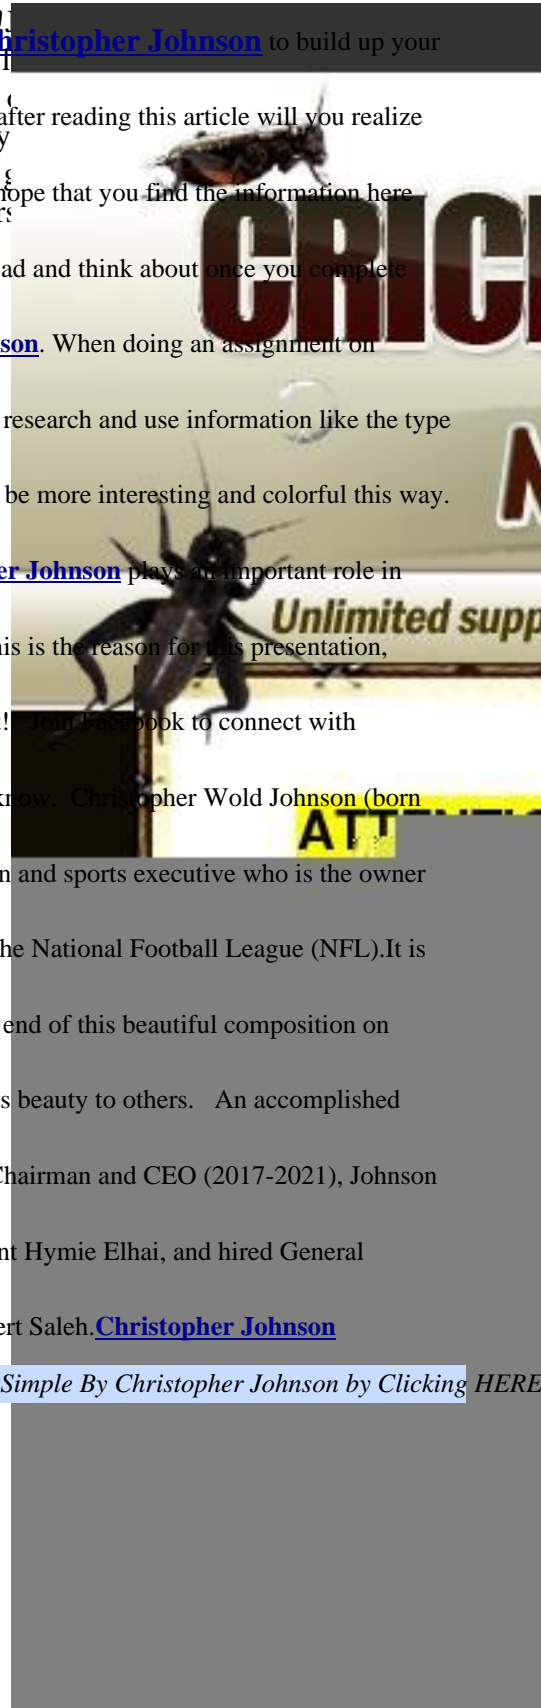 hristopher Johnson to build up your
after reading this article will you realize
y
hope that you find the information here
CRIC
ad and think about once you complete
son. When doing an assignment on
research and use information like the type
be more interesting and colorful this way.
er Johnson plays an important role in
Unlimited supp
his is the reason for this presentation,
Join Facebook to connect with
know. Christopher Wold Johnson (born
ATTENTIO
n and sports executive who is the owner
he National Football League (NFL).It is
end of this beautiful composition on
s beauty to others. An accomplished
Chairman and CEO (2017-2021), Johnson
nt Hymie Elhai, and hired General
ert Saleh.Christopher Johnson
Simple By Christopher Johnson by Clicking HERE